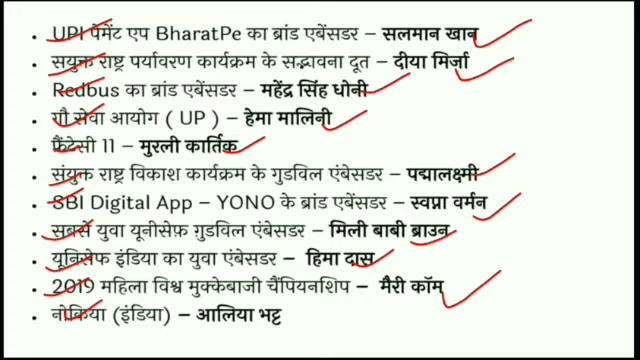 • UPI पेमेंट एप BharatPe का ब्रांड एबेंसडर – सलमान खान
• सयुक्त राष्ट्र पर्यावरण कार्यक्रम के सद्भावना दूत – दीया मिर्जा
• Redbus का ब्रांड एबेंसडर – महेंद्र सिंह धोनी
• गौ सेवा आयोग ( UP ) – हेमा मालिनी
• फ़ैंटेसी 11 – मुरली कार्तिक
• संयुक्त राष्ट्र विकाश कार्यक्रम के गुडविल एंबेसडर – पद्मालक्ष्मी
• SBI Digital App – YONO के ब्रांड एबेंसडर – स्वप्ना वर्मन
• सबसे युवा यूनीसेफ़ गुडविल एंबेसडर – मिली बाबी ब्राउन
• यूनिसेफ इंडिया का युवा एंबेसडर – हिमा दास
• 2019 महिला विश्व मुक्केबाजी चैंपियनशिप – मैरी कॉम
• नोकिया (इंडिया) – आलिया भट्ट